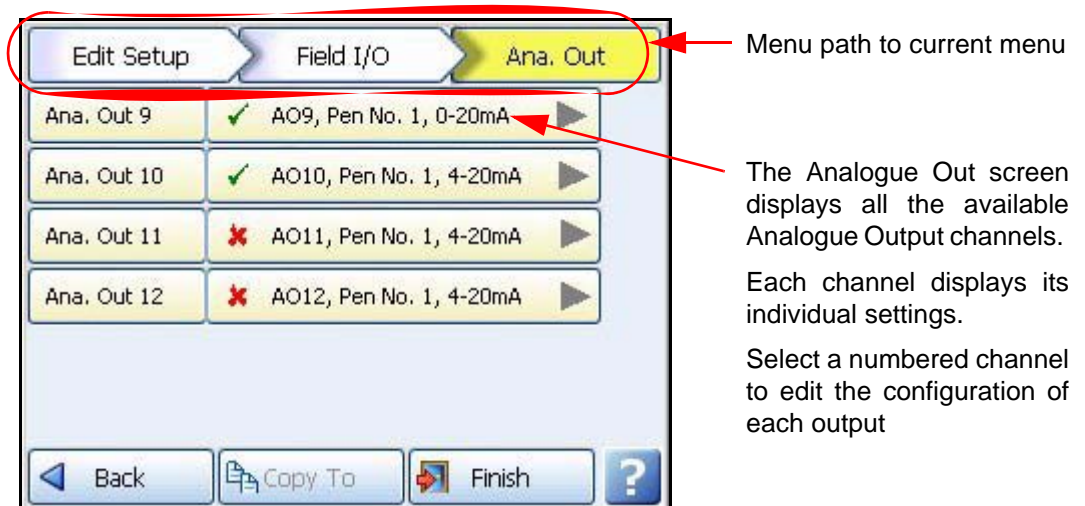 Edit Setup Field I/O Ana. Out
Menu path to current menu
Ana. Out 9 AO9, Pen No. 1, 0-20mA
Ana. Out 10 AO10, Pen No. 1, 4-20mA
Ana. Out 11 AO11, Pen No. 1, 4-20mA
Ana. Out 12 AO12, Pen No. 1, 4-20mA
Back Copy To Finish ?
The Analogue Out screen
displays all the available
Analogue Output channels.
Each channel displays its
individual settings.
Select a numbered channel
to edit the configuration of
each output